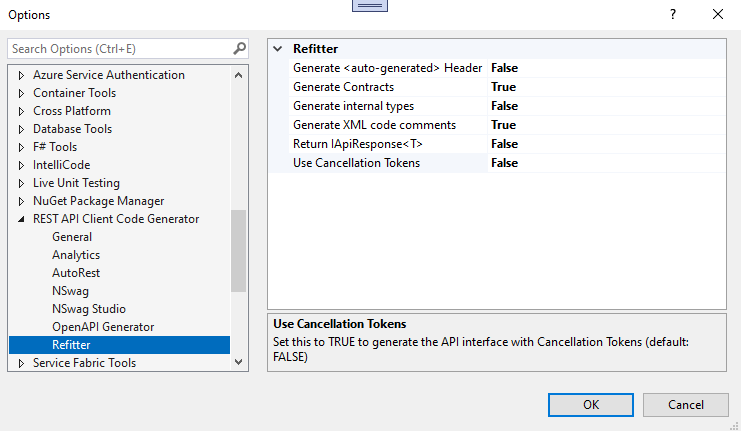 Options
?
Search Options (Ctrl+E)
Azure Service Authentication
Container Tools
Cross Platform
Database Tools
F# Tools
IntelliCode
Live Unit Testing
NuGet Package Manager
REST API Client Code Generator
General
Analytics
AutoRest
NSwag
NSwag Studio
OpenAPI Generator
Refitter
Service Fabric Tools
Refitter
Generate <auto-generated> Header False
Generate Contracts True
Generate internal types False
Generate XML code comments True
Return IApiResponse<T> False
Use Cancellation Tokens False
Use Cancellation Tokens
Set this to TRUE to generate the API interface with Cancellation Tokens (default:
FALSE)
OK Cancel